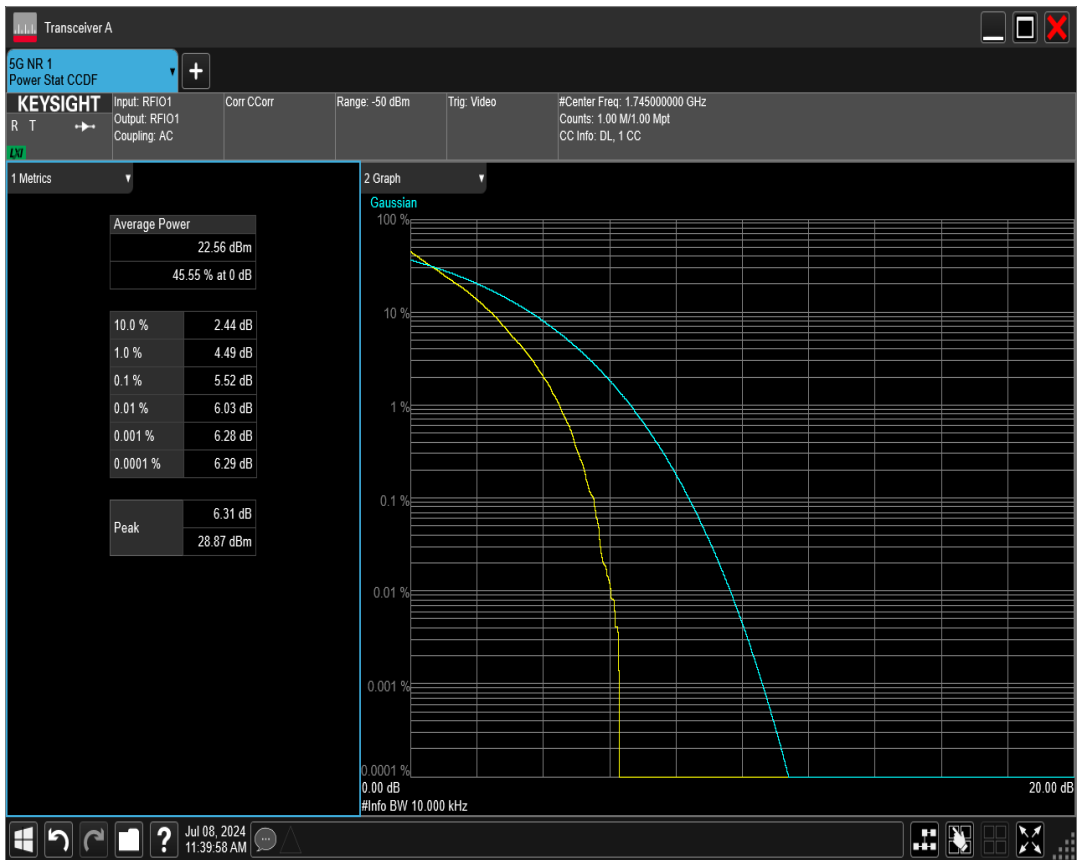 Transceiver A
5G NR 1
Power Stat CCDF
+
KEYSIGHT
R T
LXI
Input: RFIO1
Output: RFIO1
Coupling: AC
Corr CCorr
Range: -50 dBm
Trig: Video
#Center Freq: 1.745000000 GHz
Counts: 1.00 M/1.00 Mpt
CC Info: DL, 1 CC
1 Metrics
Average Power
22.56 dBm
45.55 % at 0 dB
10.0 % 2.44 dB
1.0 % 4.49 dB
0.1 % 5.52 dB
0.01 % 6.03 dB
0.001 % 6.28 dB
0.0001 % 6.29 dB
Peak
6.31 dB
28.87 dBm
2 Graph
Gaussian
100 %
10 %
1 %
0.1 %
0.01 %
0.001 %
0.0001 %
0.00 dB
20.00 dB
#Info BW 10.000 kHz
?
Jul 08, 2024
11:39:58 AM